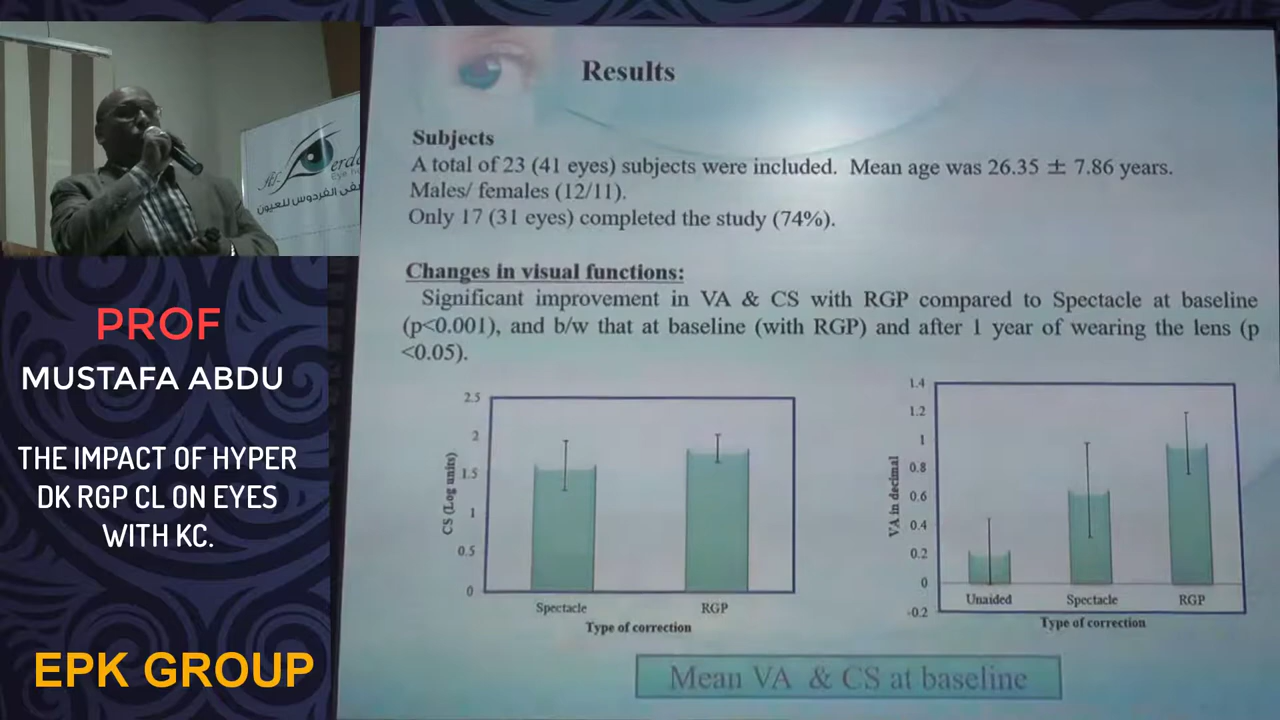 Al-
erdo
Eye h
فى الفردوس للعيون
PROF
MUSTAFA ABDU
THE IMPACT OF HYPER
DK RGP CL ON EYES
WITH KC.
EPK GROUP
Results
Subjects
A total of 23 (41 eyes) subjects were included. Mean age was 26.35 ± 7.86 years.
Males/ females (12/11).
Only 17 (31 eyes) completed the study (74%).
Changes in visual functions:
Significant improvement in VA & CS with RGP compared to Spectacle at baseline
(p<0.001), and b/w that at baseline (with RGP) and after 1 year of wearing the lens (p
<0.05).
CS (Log units)
2.5
2
1.5
1
0.5
0
Spectacle RGP
Type of correction
VA in decimal
1.4
1.2
1
0.8
0.6
0.4
0.2
0
-0.2
Unaided Spectacle RGP
Type of correction
Mean VA & CS at baseline